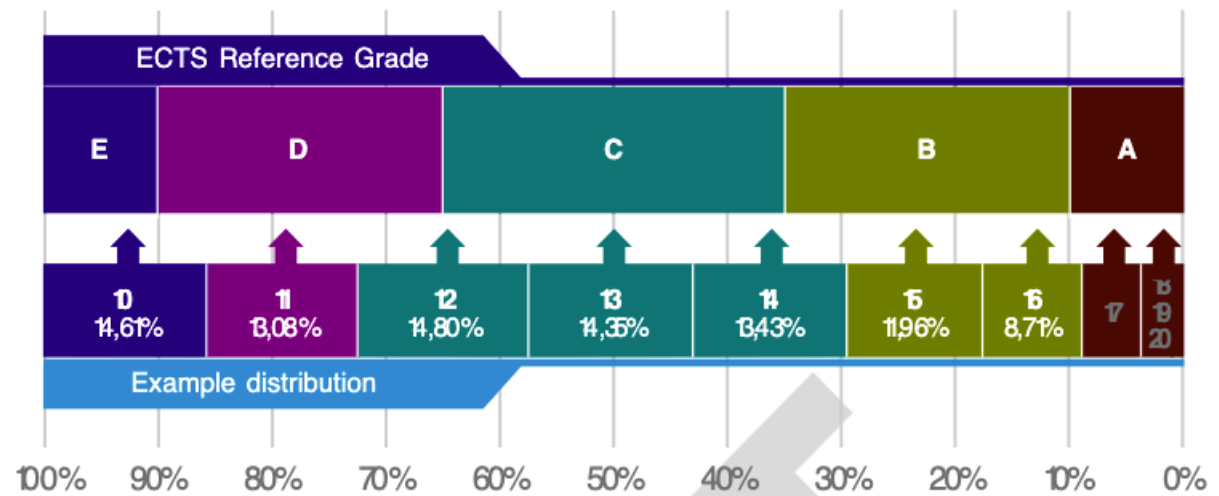 ECTS Reference Grade
E D C B A
10 11 12 13 14 15 16 17 18
19
20
14,61% 13,08% 14,80% 14,35% 13,43% 11,96% 8,71%
Example distribution
100% 90% 80% 70% 60% 50% 40% 30% 20% 10% 0%